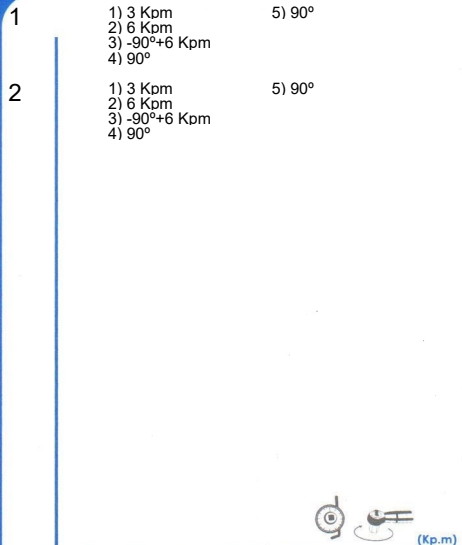 1 1) 3 Kpm 5) 90º
2) 6 Kpm
3) -90º+6 Kpm
4) 90º
2 1) 3 Kpm 5) 90º
2) 6 Kpm
3) -90º+6 Kpm
4) 90º
(Kp.m)